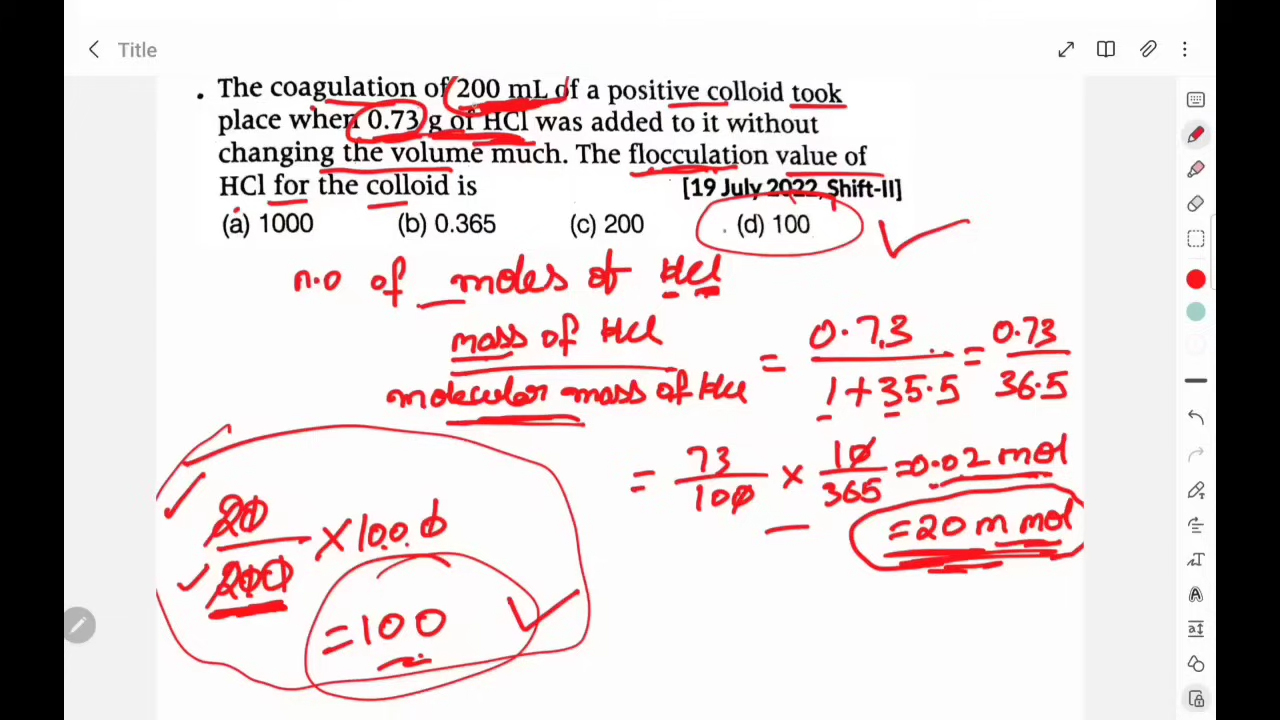 Title
. The coagulation of 200 mL of a positive colloid took
place when 0.73 g of HCl was added to it without
changing the volume much. The flocculation value of
HCl for the colloid is [19 July 2022, Shift-II]
(a) 1000 (b) 0.365 (c) 200 (d) 100
n.o of moles of HCl
mass of HCl
molecular mass of HCl
= 0.73 / 1 + 35.5 = 0.73 / 36.5
= 73 / 100 × 10 / 365 = 0.02 mol
= 20 m mol
20 / 200 × 1000
= 100